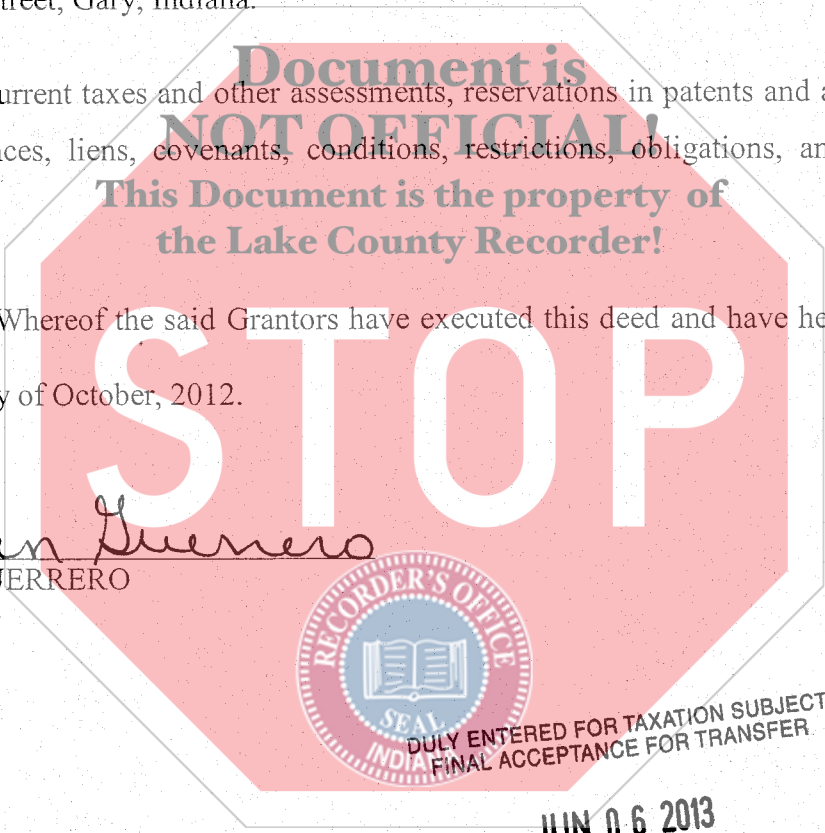 treet, Gary, Indiana.
Document is
urrent taxes and other assessments, reservations in patents and a
NOT OFFICIAL!
nces, liens, covenants, conditions, restrictions, obligations, an
This Document is the property of
the Lake County Recorder!
Whereof the said Grantors have executed this deed and have he
STOP
y of October, 2012.
n Guerrero
UERRERO
RECORDER'S OFFICE
SEAL
INDIANA
DULY ENTERED FOR TAXATION SUBJECT
FINAL ACCEPTANCE FOR TRANSFER
JUN 06 2013